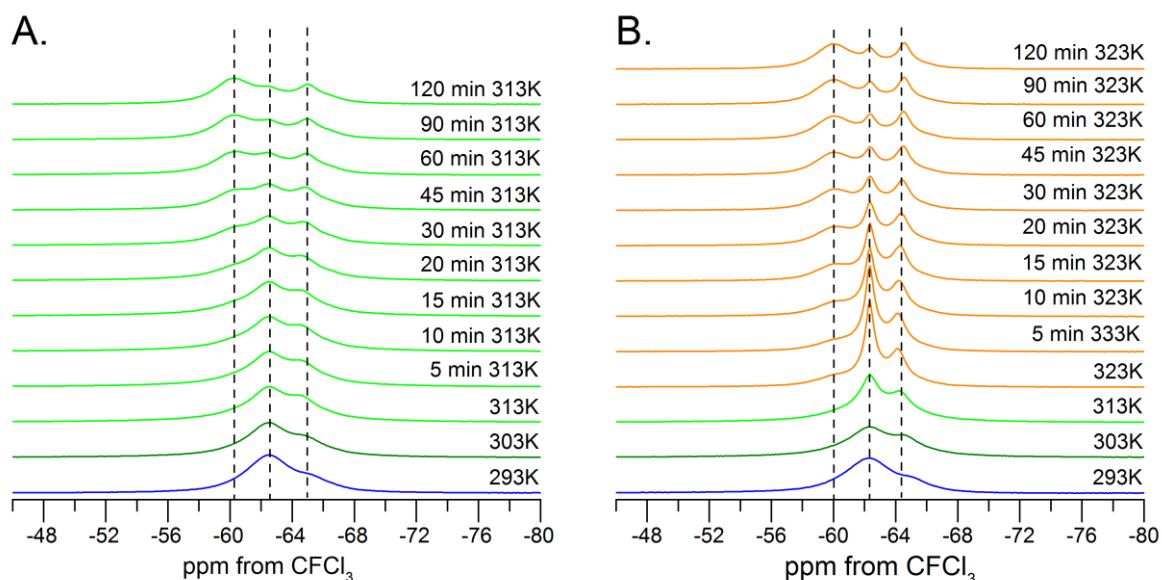 A.
120 min 313K
90 min 313K
60 min 313K
45 min 313K
30 min 313K
20 min 313K
15 min 313K
10 min 313K
5 min 313K
313K
303K
293K
-48 -52 -56 -60 -64 -68 -72 -76 -80
ppm from CFCl₃
B.
120 min 323K
90 min 323K
60 min 323K
45 min 323K
30 min 323K
20 min 323K
15 min 323K
10 min 323K
5 min 333K
323K
313K
303K
293K
-48 -52 -56 -60 -64 -68 -72 -76 -80
ppm from CFCl₃